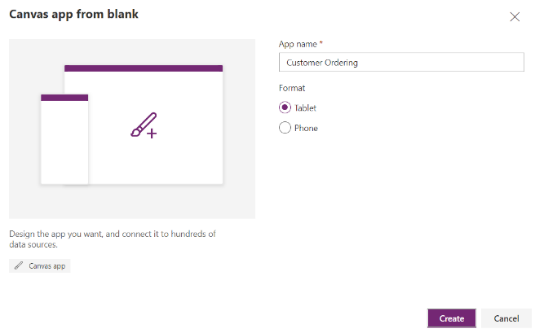 Canvas app from blank
App name *
Customer Ordering
Format
Tablet
Phone
Design the app you want, and connect it to hundreds of
data sources.
Canvas app
Create
Cancel